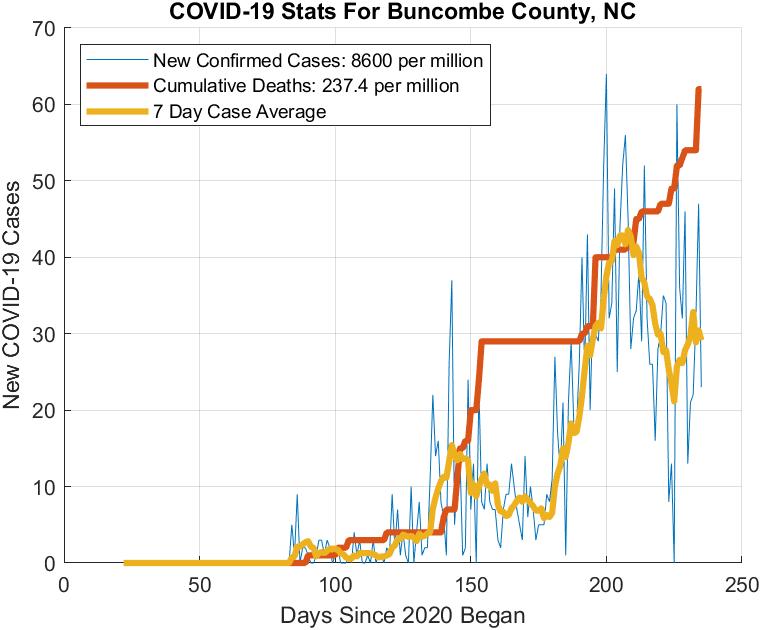 COVID-19 Stats For Buncombe County, NC
70
60
50
40
30
20
10
0
New COVID-19 Cases
New Confirmed Cases: 8600 per million
Cumulative Deaths: 237.4 per million
7 Day Case Average
0 50 100 150 200 250
Days Since 2020 Began